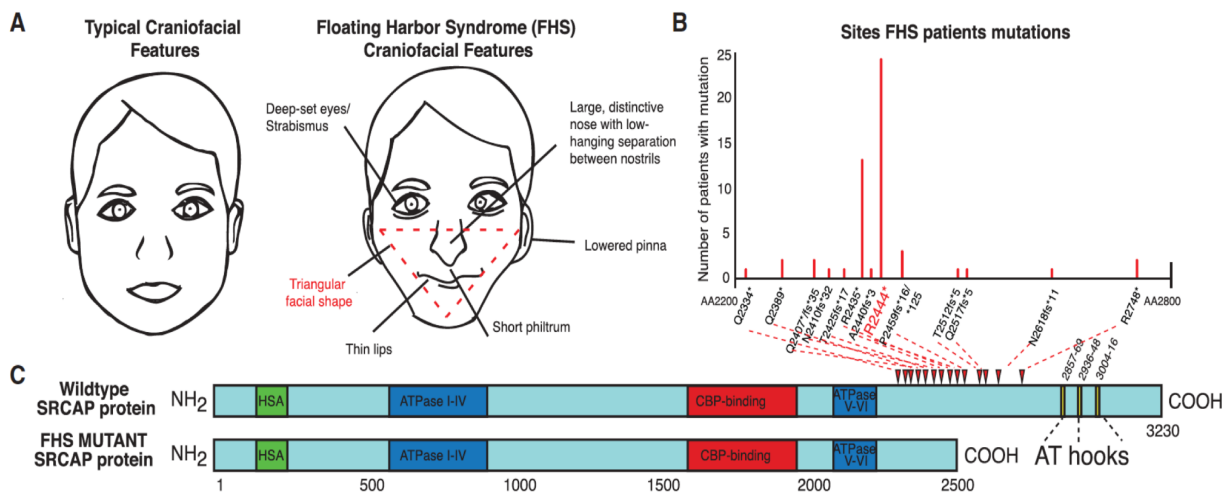 A
Typical Craniofacial
Features
Floating Harbor Syndrome (FHS)
Craniofacial Features
Deep-set eyes/
Strabismus
Large, distinctive
nose with low-
hanging separation
between nostrils
Lowered pinna
Triangular
facial shape
Short philtrum
Thin lips
B
Sites FHS patients mutations
Number of patients with mutation
25
20
15
10
5
0
AA2200
AA2800
Q2334*
Q2389*
Q2407*fs*35
N2410fs*32
T2425fs*17
R2435*
A2440fs*3
R2444*
P2459fs*16/
*125
T2512fs*5
Q2517fs*5
N2618fs*11
R2748*
C
Wildtype
SRCAP protein
NH2
HSA
ATPase I-IV
CBP-binding
ATPase
V-VI
2857-69
2936-48
3004-16
COOH
3230
FHS MUTANT
SRCAP protein
NH2
HSA
ATPase I-IV
CBP-binding
ATPase
V-VI
COOH
AT hooks
1
500
1000
1500
2000
2500